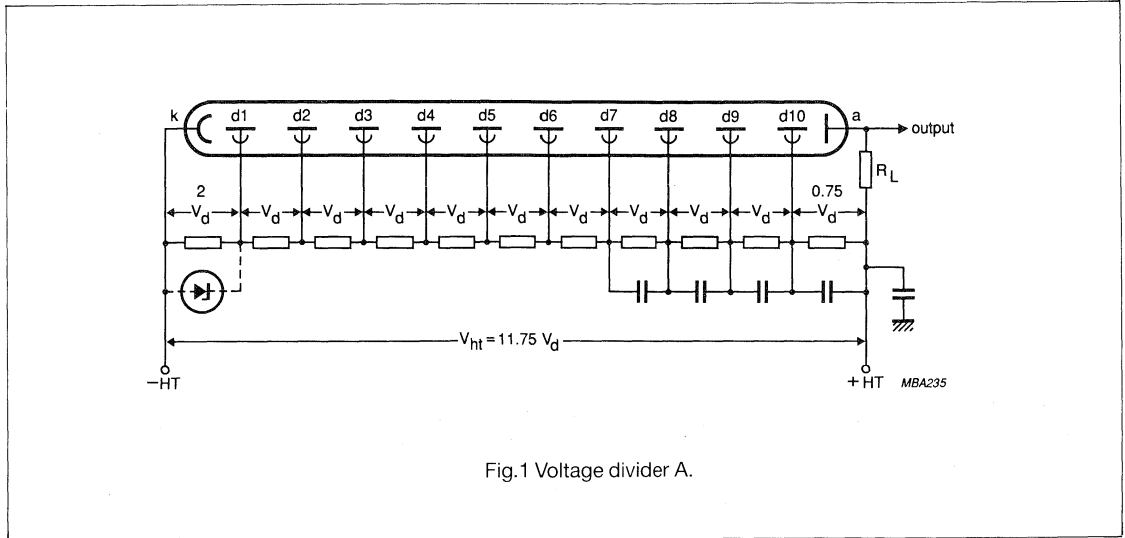 k d1 d2 d3 d4 d5 d6 d7 d8 d9 d10 a
output
R_L
2 0.75
V_d V_d V_d V_d V_d V_d V_d V_d V_d V_d V_d
V_ht = 11.75 V_d
−HT + HT MBA235
Fig.1 Voltage divider A.